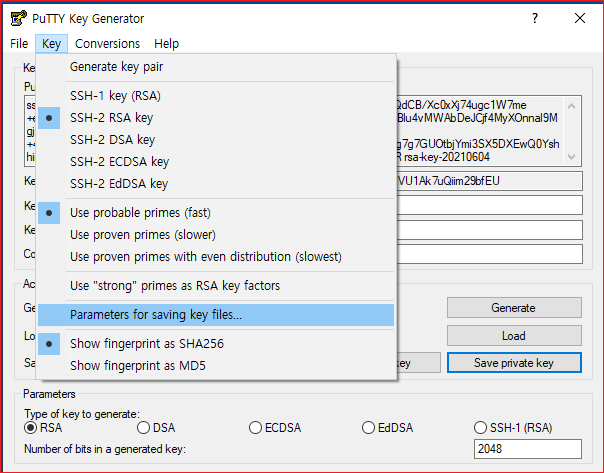 PuTTY Key Generator
? 
File Key Conversions Help
Generate key pair
SSH-1 key (RSA)
SSH-2 RSA key
SSH-2 DSA key
SSH-2 ECDSA key
SSH-2 EdDSA key
Use probable primes (fast)
Use proven primes (slower)
Use proven primes with even distribution (slowest)
Use "strong" primes as RSA key factors
Parameters for saving key files...
Show fingerprint as SHA256
Show fingerprint as MD5
Ke
Pu
ss
QdCB/Xc0xXj74ugc1W7me
+e
Blu4vMWAbDeJCjf4MyXOnnal9M
gj
+4
g7g7GUOtbjYmi3SX5DXEwQ0Ysh
hi
R rsa-key-20210604
Ke
VU1Ak7uQiim29bfEU
Ke
Ke
Co
Ac
Ge
Generate
Lo
Load
Sa
key
Save private key
Parameters
Type of key to generate:
RSA DSA ECDSA EdDSA SSH-1 (RSA)
Number of bits in a generated key: 2048